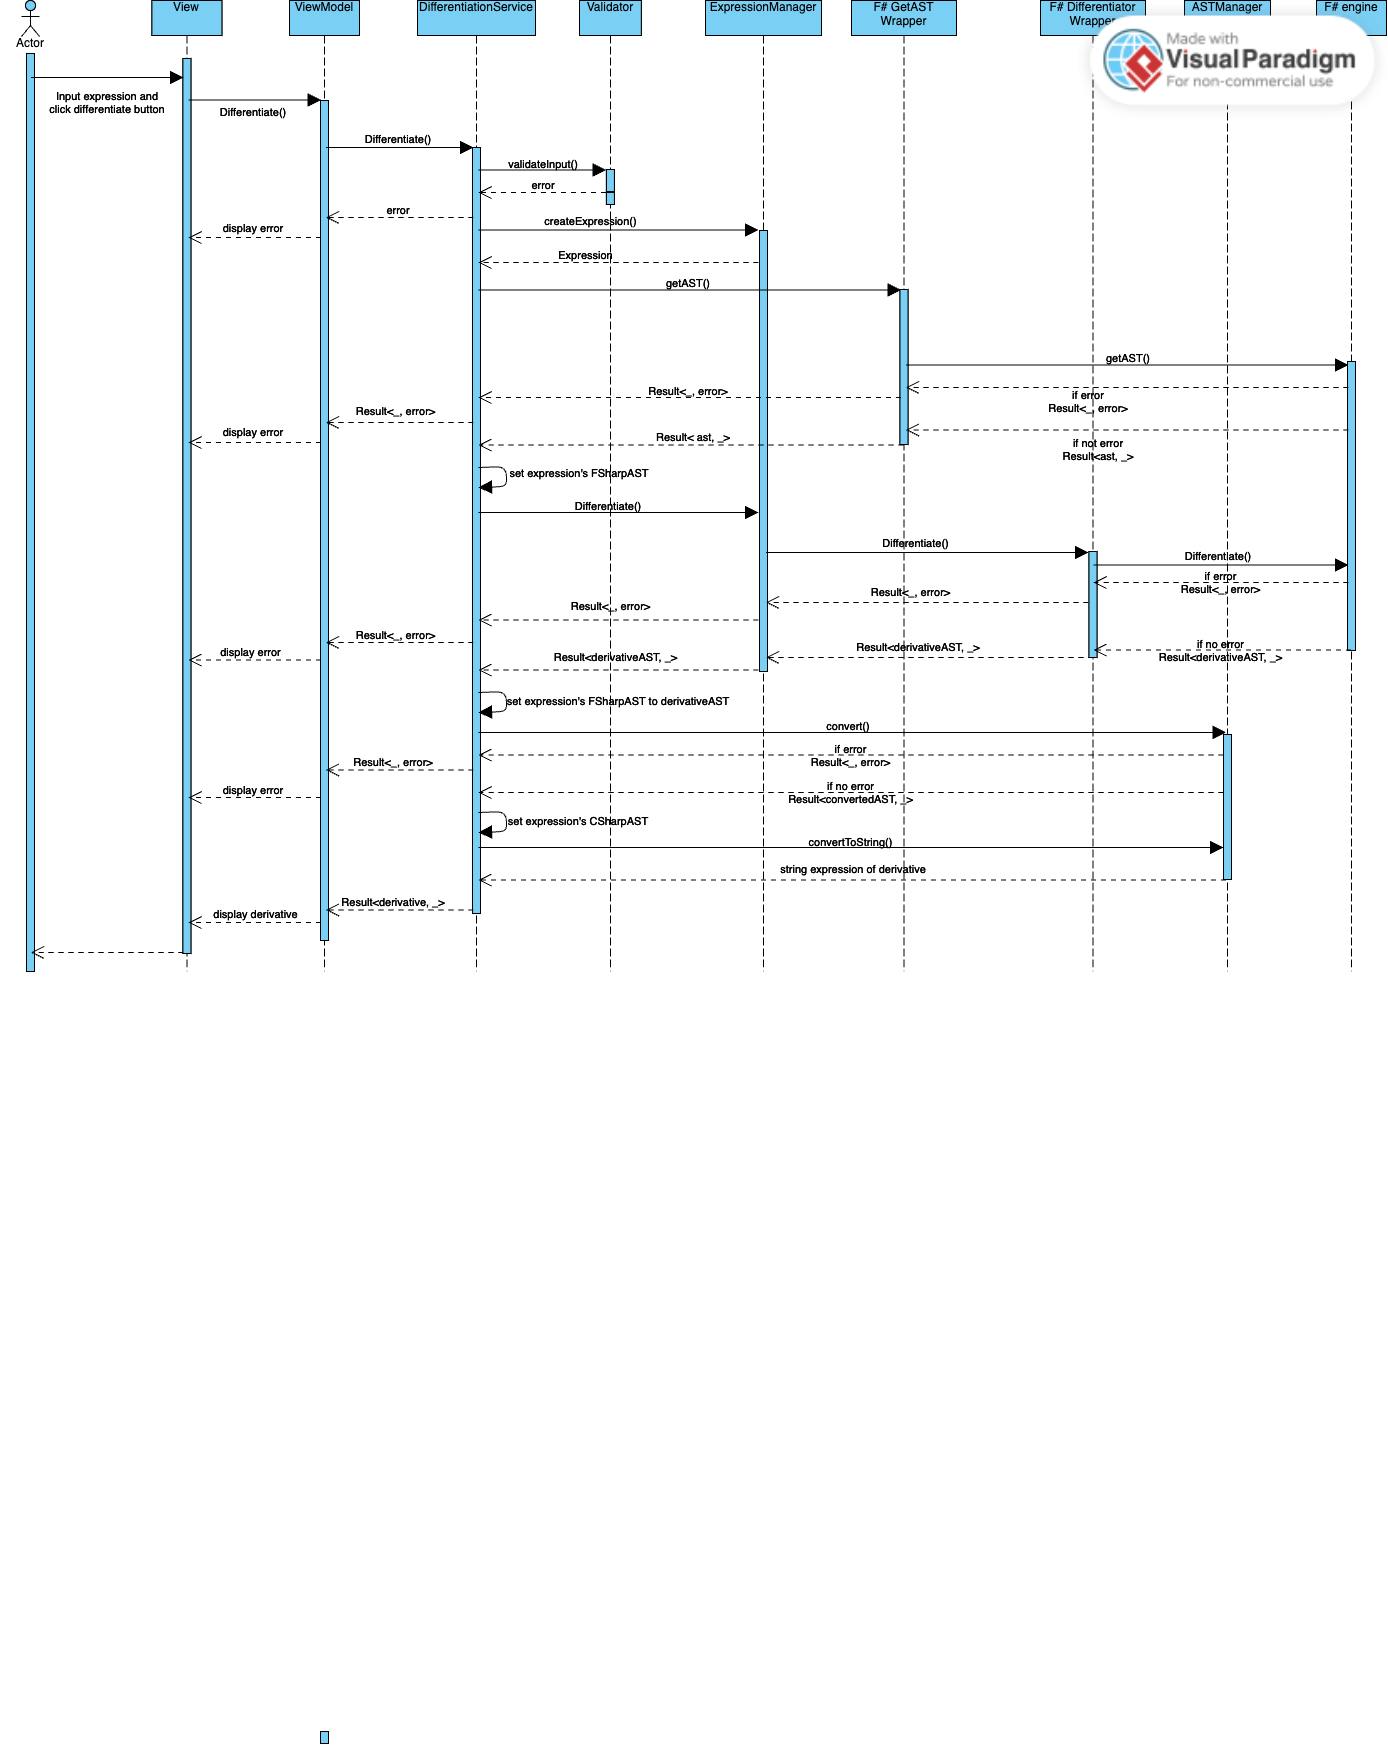 View
ViewModel
DifferentiationService
Validator
ExpressionManager
F# GetAST
Wrapper
F# Differentiator
Wrapper
ASTManager
F# engine
Actor
Made with
Visual Paradigm
For non-commercial use
Input expression and
click differentiate button
Differentiate()
Differentiate()
validateInput()
error
error
display error
createExpression()
Expression
getAST()
getAST()
if error
Result<_, error>
Result<_, error>
Result<_, error>
display error
if not error
Result<ast, _>
Result< ast, _>
set expression's FSharpAST
Differentiate()
Differentiate()
Differentiate()
if error
Result<_, error>
Result<_, error>
Result<_, error>
Result<_, error>
display error
if no error
Result<derivativeAST, _>
Result<derivativeAST, _>
Result<derivativeAST, _>
set expression's FSharpAST to derivativeAST
convert()
if error
Result<_, error>
Result<_, error>
display error
if no error
Result<convertedAST, _>
set expression's CSharpAST
convertToString()
string expression of derivative
Result<derivative, _>
display derivative